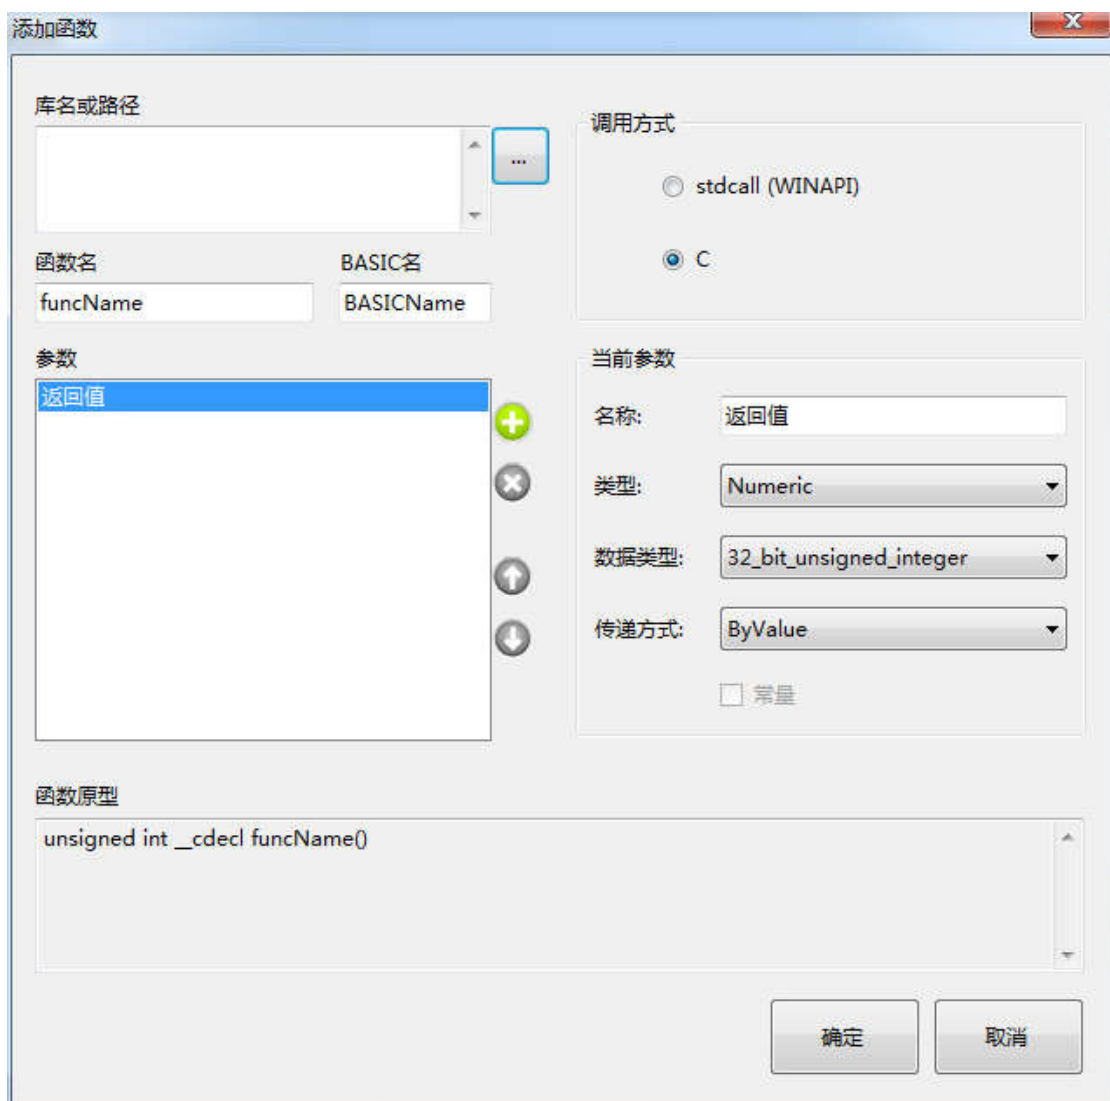 添加函数
库名或路径
...
调用方式
stdcall (WINAPI)
C
函数名
BASIC名
funcName
BASICName
参数
返回值
当前参数
名称:
返回值
类型:
Numeric
数据类型:
32_bit_unsigned_integer
传递方式:
ByValue
常量
函数原型
unsigned int __cdecl funcName()
确定
取消